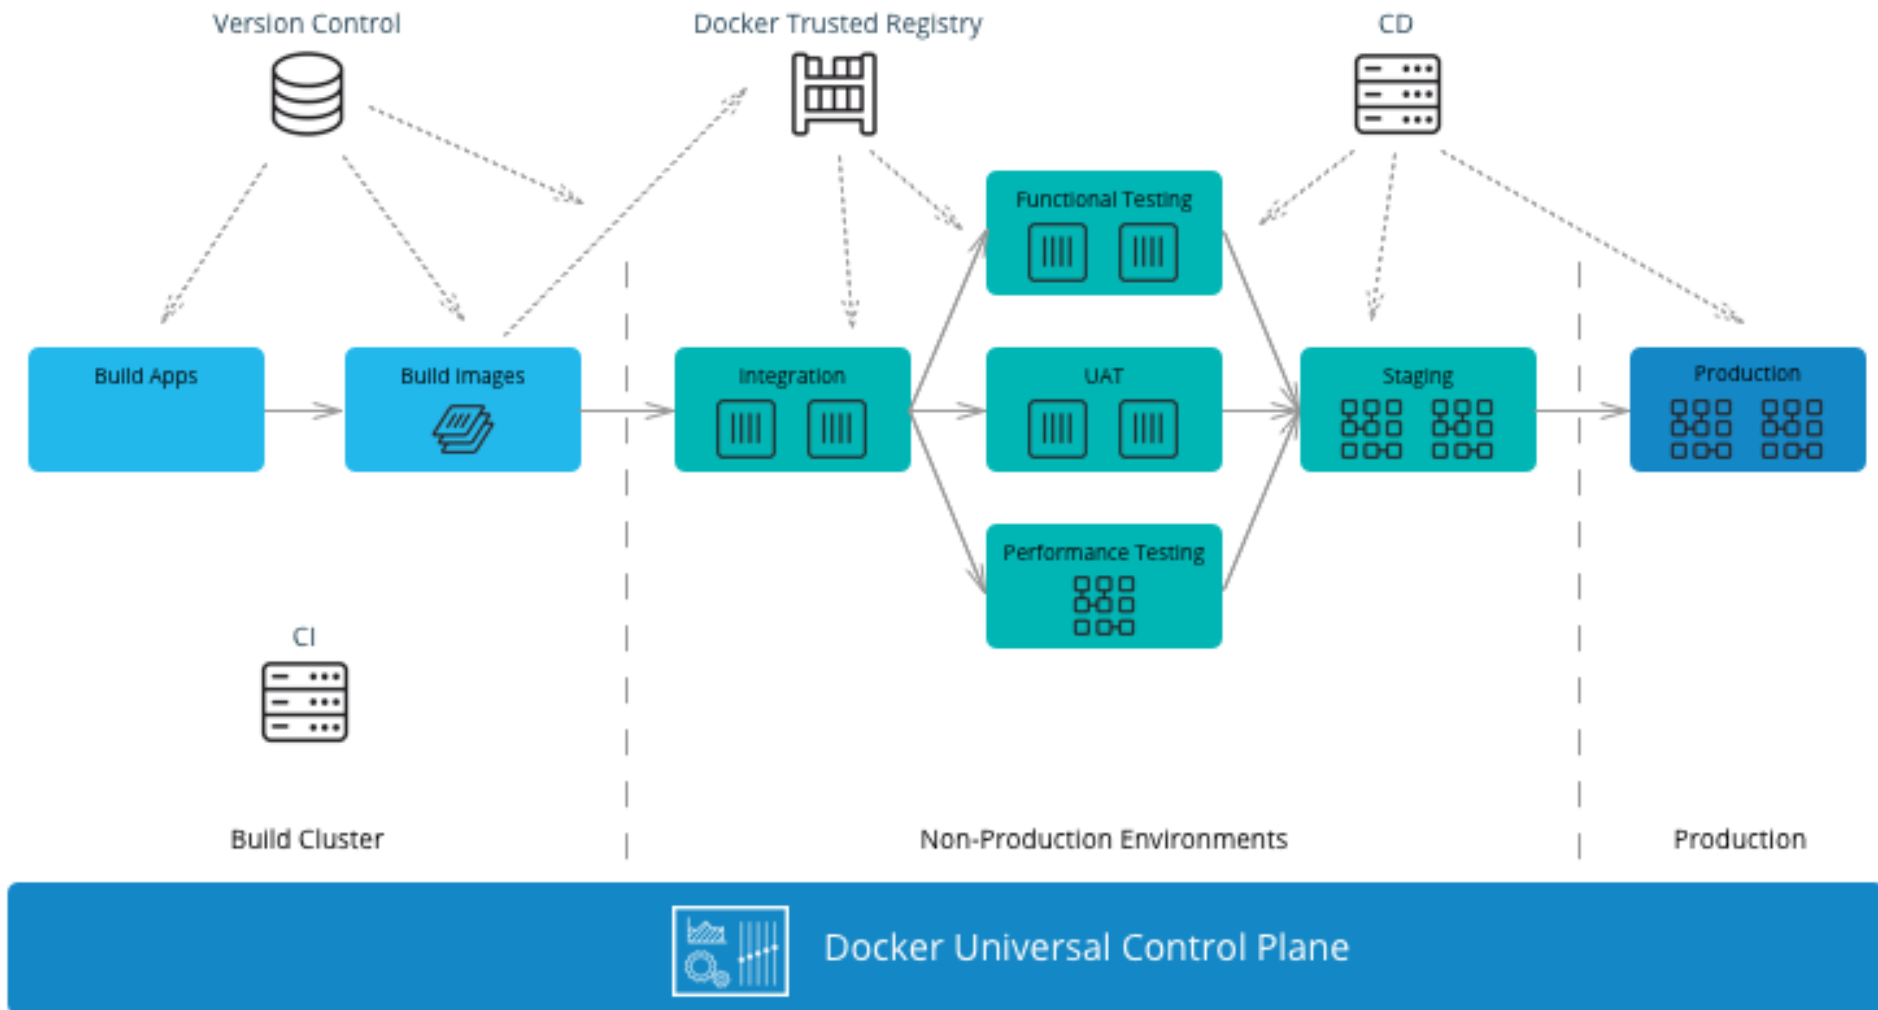 Version Control
Docker Trusted Registry
CD
Functional Testing
Build Apps
Build Images
Integration
UAT
Staging
Production
Performance Testing
CI
Build Cluster
Non-Production Environments
Production
Docker Universal Control Plane